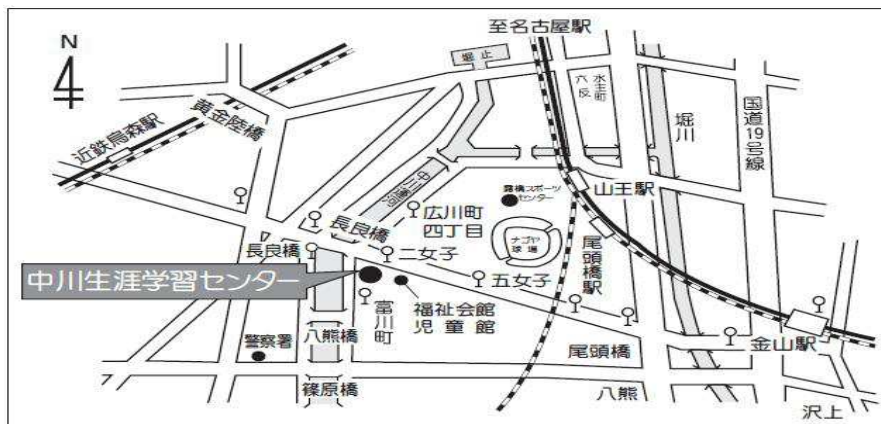 至名古屋駅
N
堀止
六反
水主町
堀川
国道19号線
黄金陸橋
近鉄烏森駅
中川運河
露橋スポーツ
センター
山王駅
広川町
四丁目
長良橋
ナゴヤ
球場
尾頭橋駅
長良橋
二女子
中川生涯学習センター
五女子
富川町
福祉会館
児童館
八熊橋
警察署
尾頭橋
金山駅
篠原橋
八熊
沢上